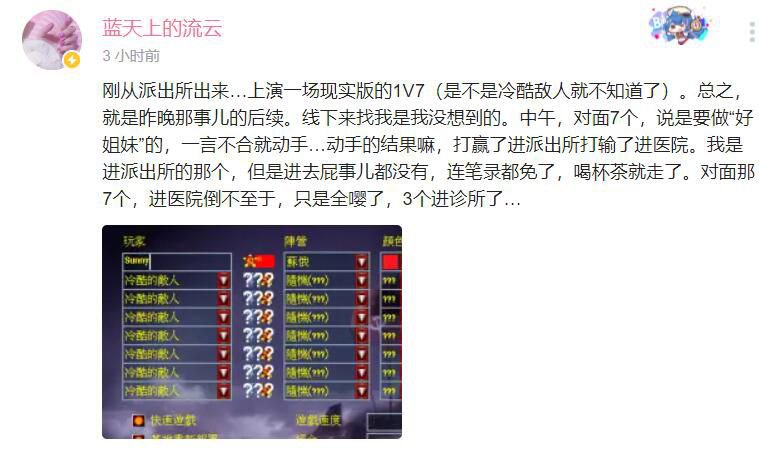 蓝天上的流云
3 小时前
刚从派出所出来…上演一场现实版的1V7（是不是冷酷敌人就不知道了）。总之，
就是昨晚那事儿的后续。线下来找我是我没想到的。中午，对面7个，说是要做“好
姐妹”的，一言不合就动手…动手的结果嘛，打赢了进派出所打输了进医院。我是
进派出所的那个，但是进去屁事儿都没有，连笔录都免了，喝杯茶就走了。对面那
7个，进医院倒不至于，只是全嘤了，3个进诊所了…
玩家 陣營 顏色
Sunny 蘇俄
冷酷的敵人 ??? 隨機(???) ???
冷酷的敵人 ??? 隨機(???) ???
冷酷的敵人 ??? 隨機(???) ???
冷酷的敵人 ??? 隨機(???) ???
冷酷的敵人 ??? 隨機(???) ???
冷酷的敵人 ??? 隨機(???) ???
冷酷的敵人 ??? 隨機(???) ???
快速遊戲 遊戲速度